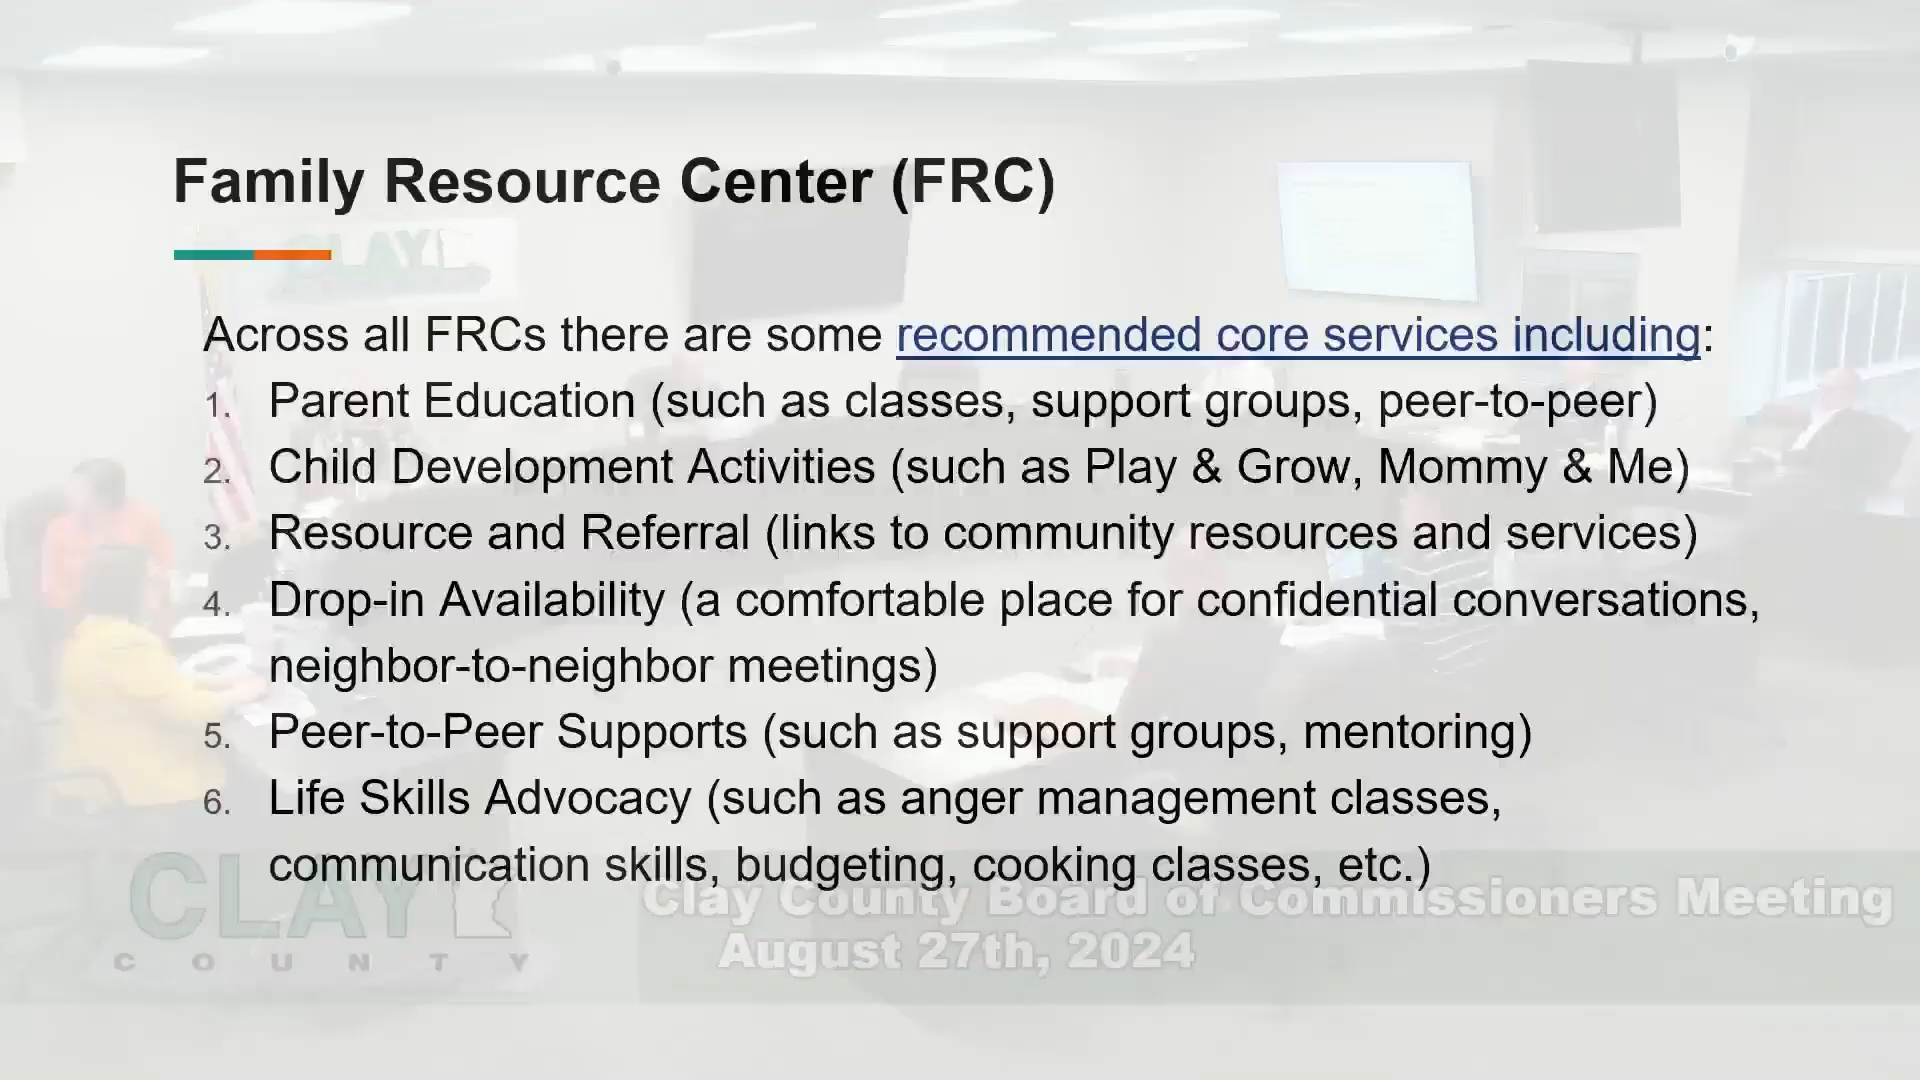 Family Resource Center (FRC)
CLAY
Across all FRCs there are some recommended core services including:
1. Parent Education (such as classes, support groups, peer-to-peer)
2. Child Development Activities (such as Play & Grow, Mommy & Me)
3. Resource and Referral (links to community resources and services)
4. Drop-in Availability (a comfortable place for confidential conversations,
neighbor-to-neighbor meetings)
5. Peer-to-Peer Supports (such as support groups, mentoring)
6. Life Skills Advocacy (such as anger management classes,
communication skills, budgeting, cooking classes, etc.)
CLAY
COUNTY
Clay County Board of Commissioners Meeting
August 27th, 2024